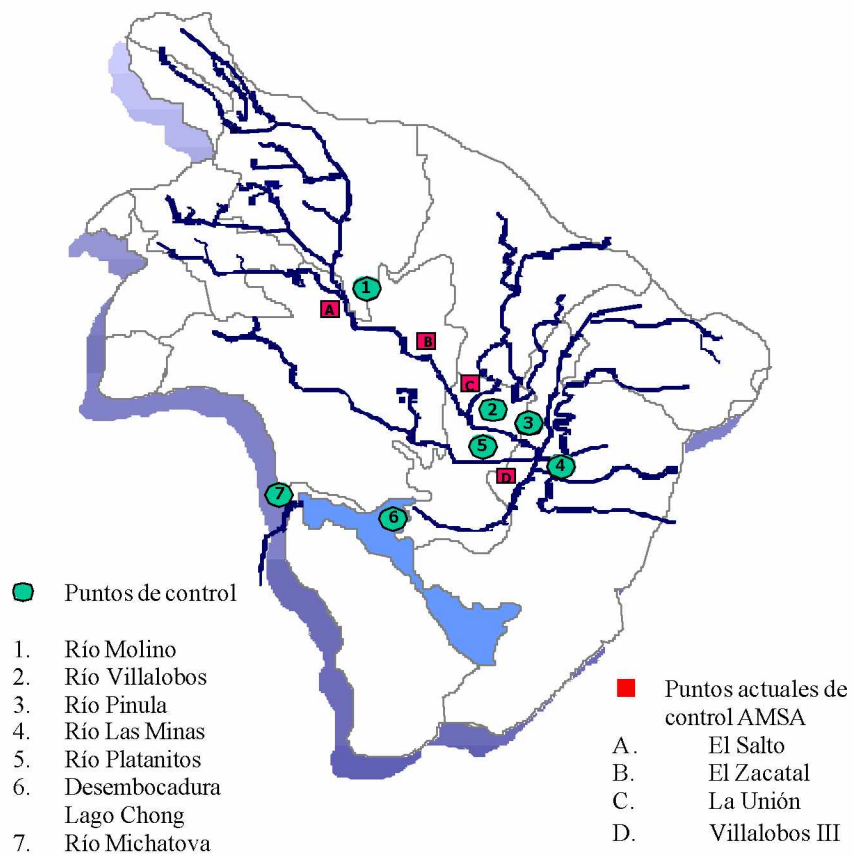 1
A
B
C
2
3
5
4
D
7
6
Puntos de control
1. Río Molino
2. Río Villalobos
3. Río Pinula
4. Río Las Minas
5. Río Platanitos
6. Desembocadura
Lago Chong
7. Río Michatova
Puntos actuales de
control AMSA
A. El Salto
B. El Zacatal
C. La Unión
D. Villalobos III